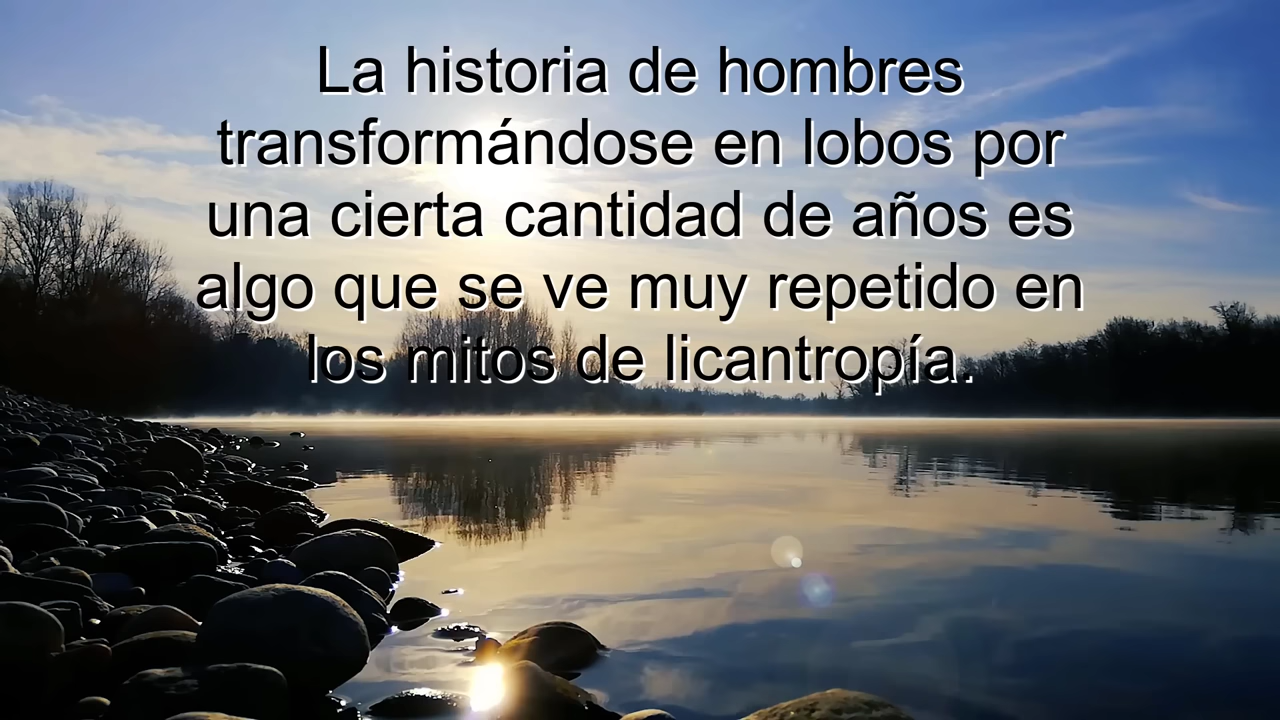 La historia de hombres
transformándose en lobos por
una cierta cantidad de años es
algo que se ve muy repetido en
los mitos de licantropía.